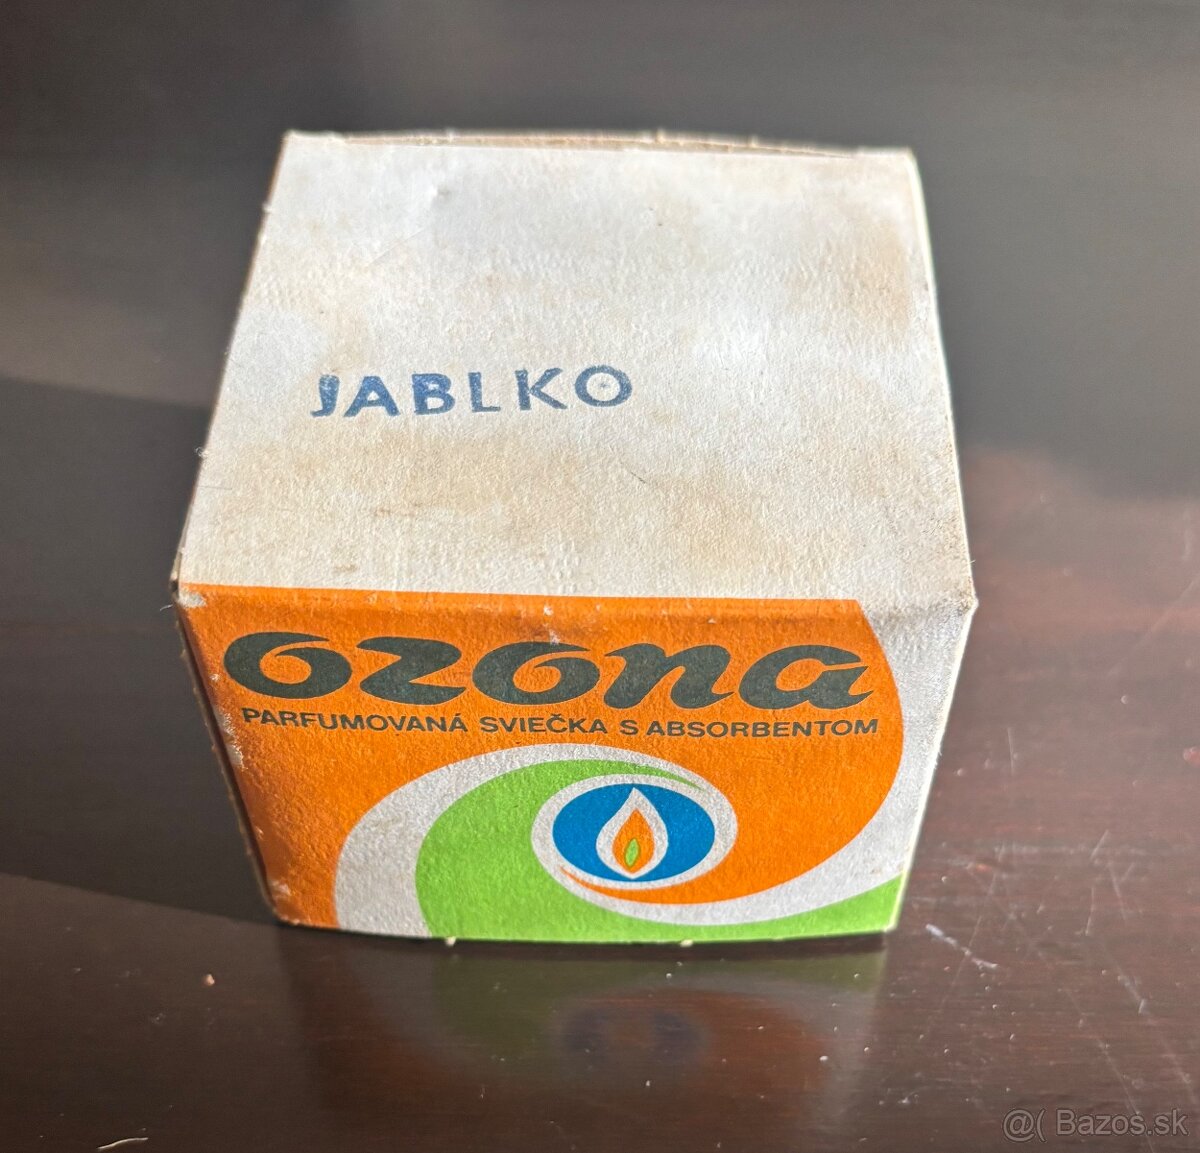 JABLKO
ozona
PARFUMOVANÁ SVIEČKA S ABSORBENTOM
@( Bazos.sk